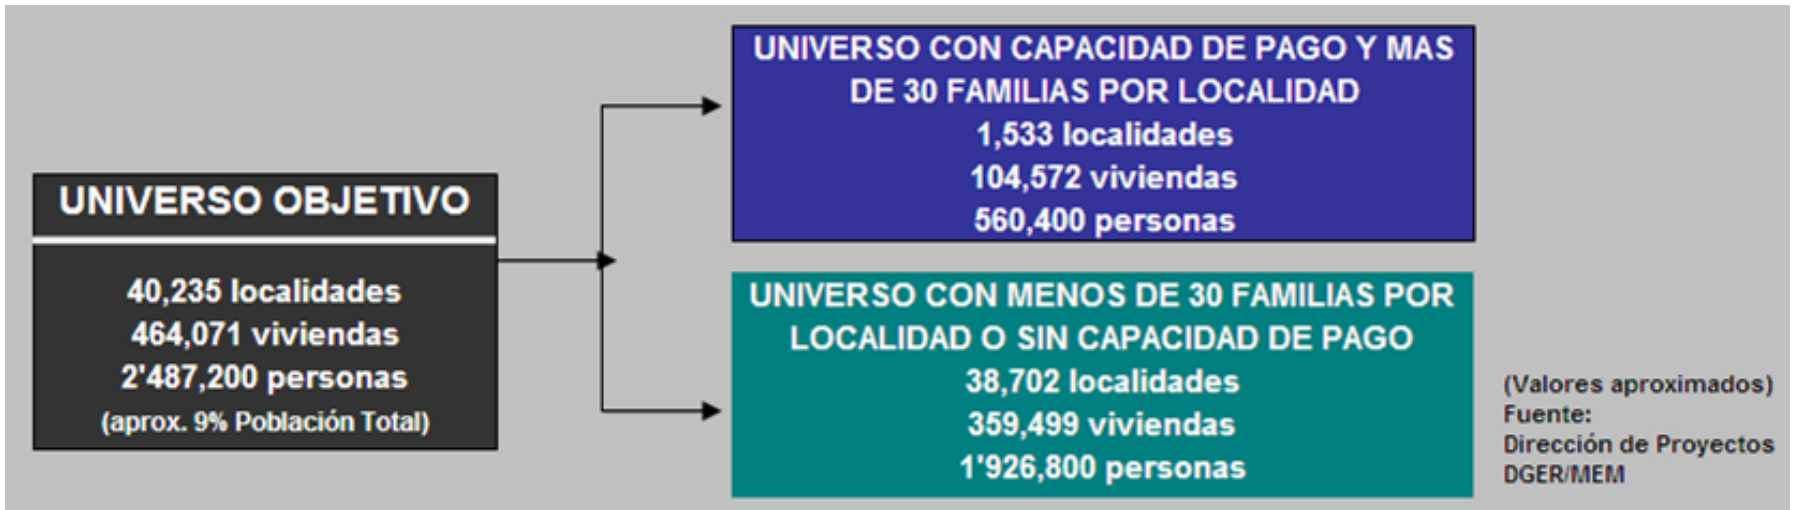 UNIVERSO OBJETIVO
40,235 localidades
464,071 viviendas
2'487,200 personas
(aprox. 9% Población Total)
UNIVERSO CON CAPACIDAD DE PAGO Y MAS
DE 30 FAMILIAS POR LOCALIDAD
1,533 localidades
104,572 viviendas
560,400 personas
UNIVERSO CON MENOS DE 30 FAMILIAS POR
LOCALIDAD O SIN CAPACIDAD DE PAGO
38,702 localidades
359,499 viviendas
1'926,800 personas
(Valores aproximados)
Fuente:
Dirección de Proyectos
DGER/MEM